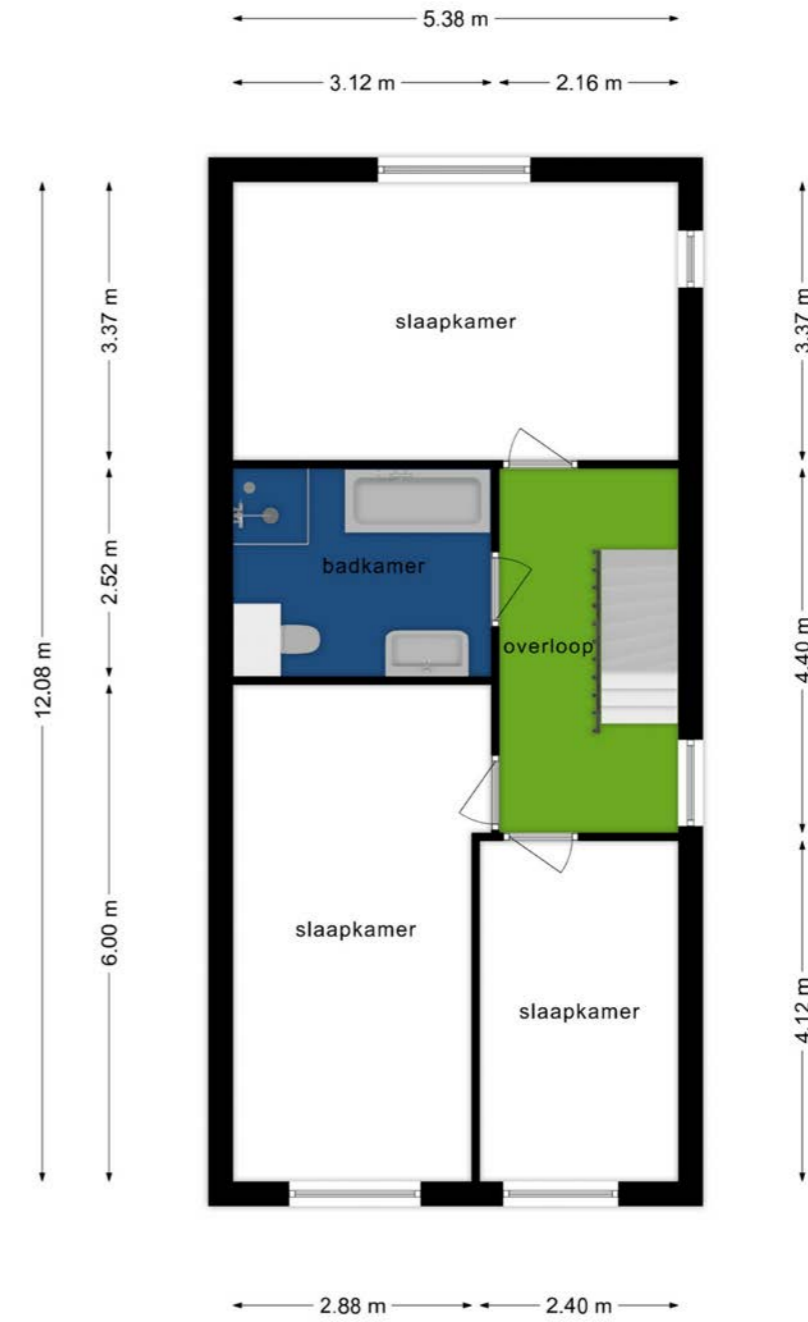 5.38 m
3.12 m
2.16 m
3.37 m
3.37 m
slaapkamer
2.52 m
badkamer
overloop
4.40 m
12.08 m
6.00 m
slaapkamer
slaapkamer
4.12 m
2.88 m
2.40 m